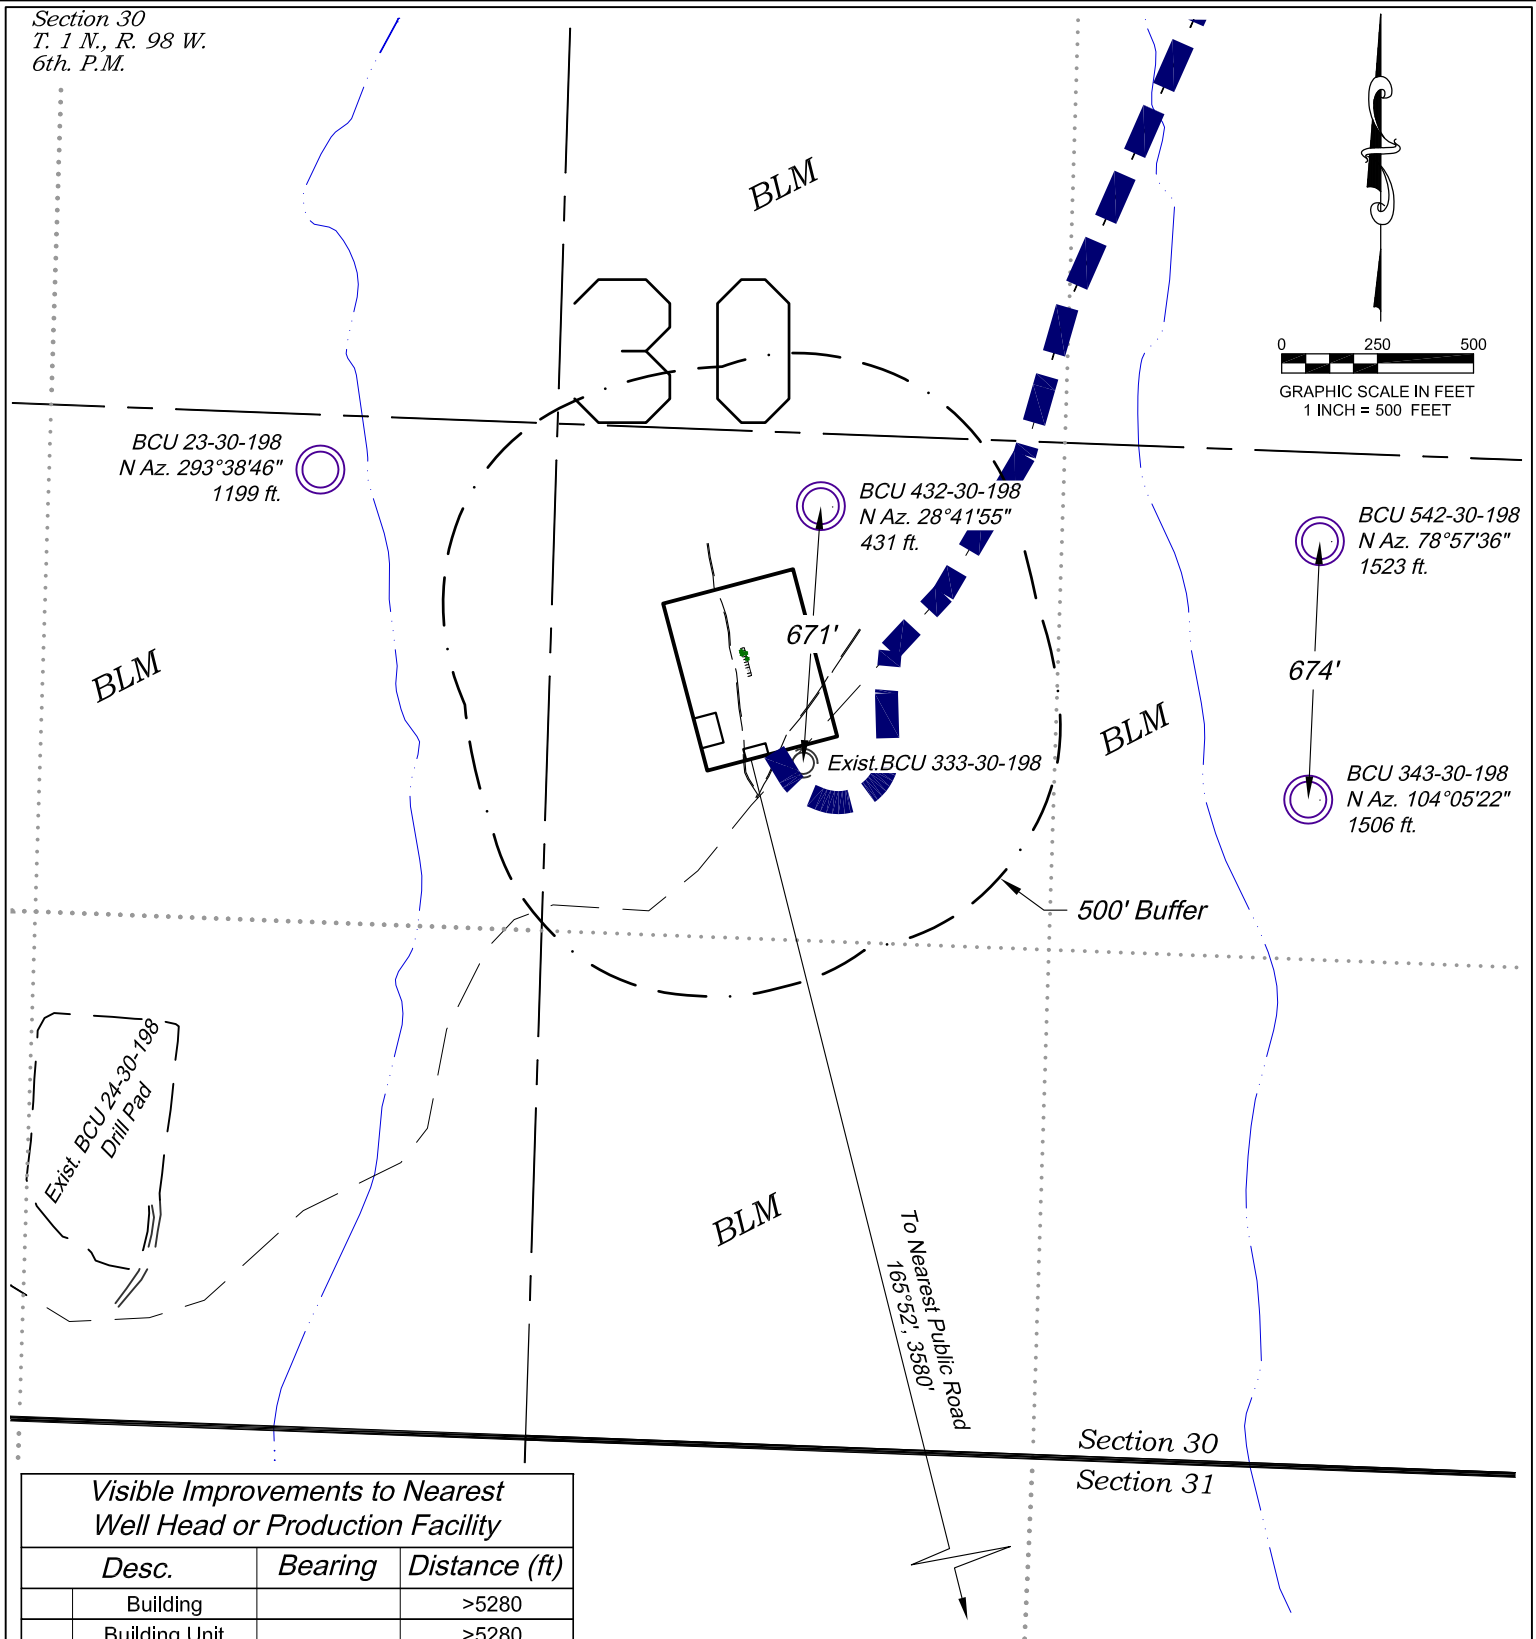 Section 30
T. 1 N., R. 98 W.
6th. P.M.
BLM
30
0 250 500
GRAPHIC SCALE IN FEET
1 INCH = 500 FEET
BCU 23-30-198
N Az. 293°38'46"
1199 ft.
BCU 432-30-198
N Az. 28°41'55"
431 ft.
BCU 542-30-198
N Az. 78°57'36"
1523 ft.
671'
674'
BLM
BLM
Exist.BCU 333-30-198
BCU 343-30-198
N Az. 104°05'22"
1506 ft.
500' Buffer
Exist. BCU 24-30-198
Drill Pad
BLM
To Nearest Public Road
165°52', 3580'
Section 30
Section 31
Visible Improvements to Nearest
Well Head or Production Facility
Desc. Bearing Distance (ft)
Building >5280
Building Unit >5280